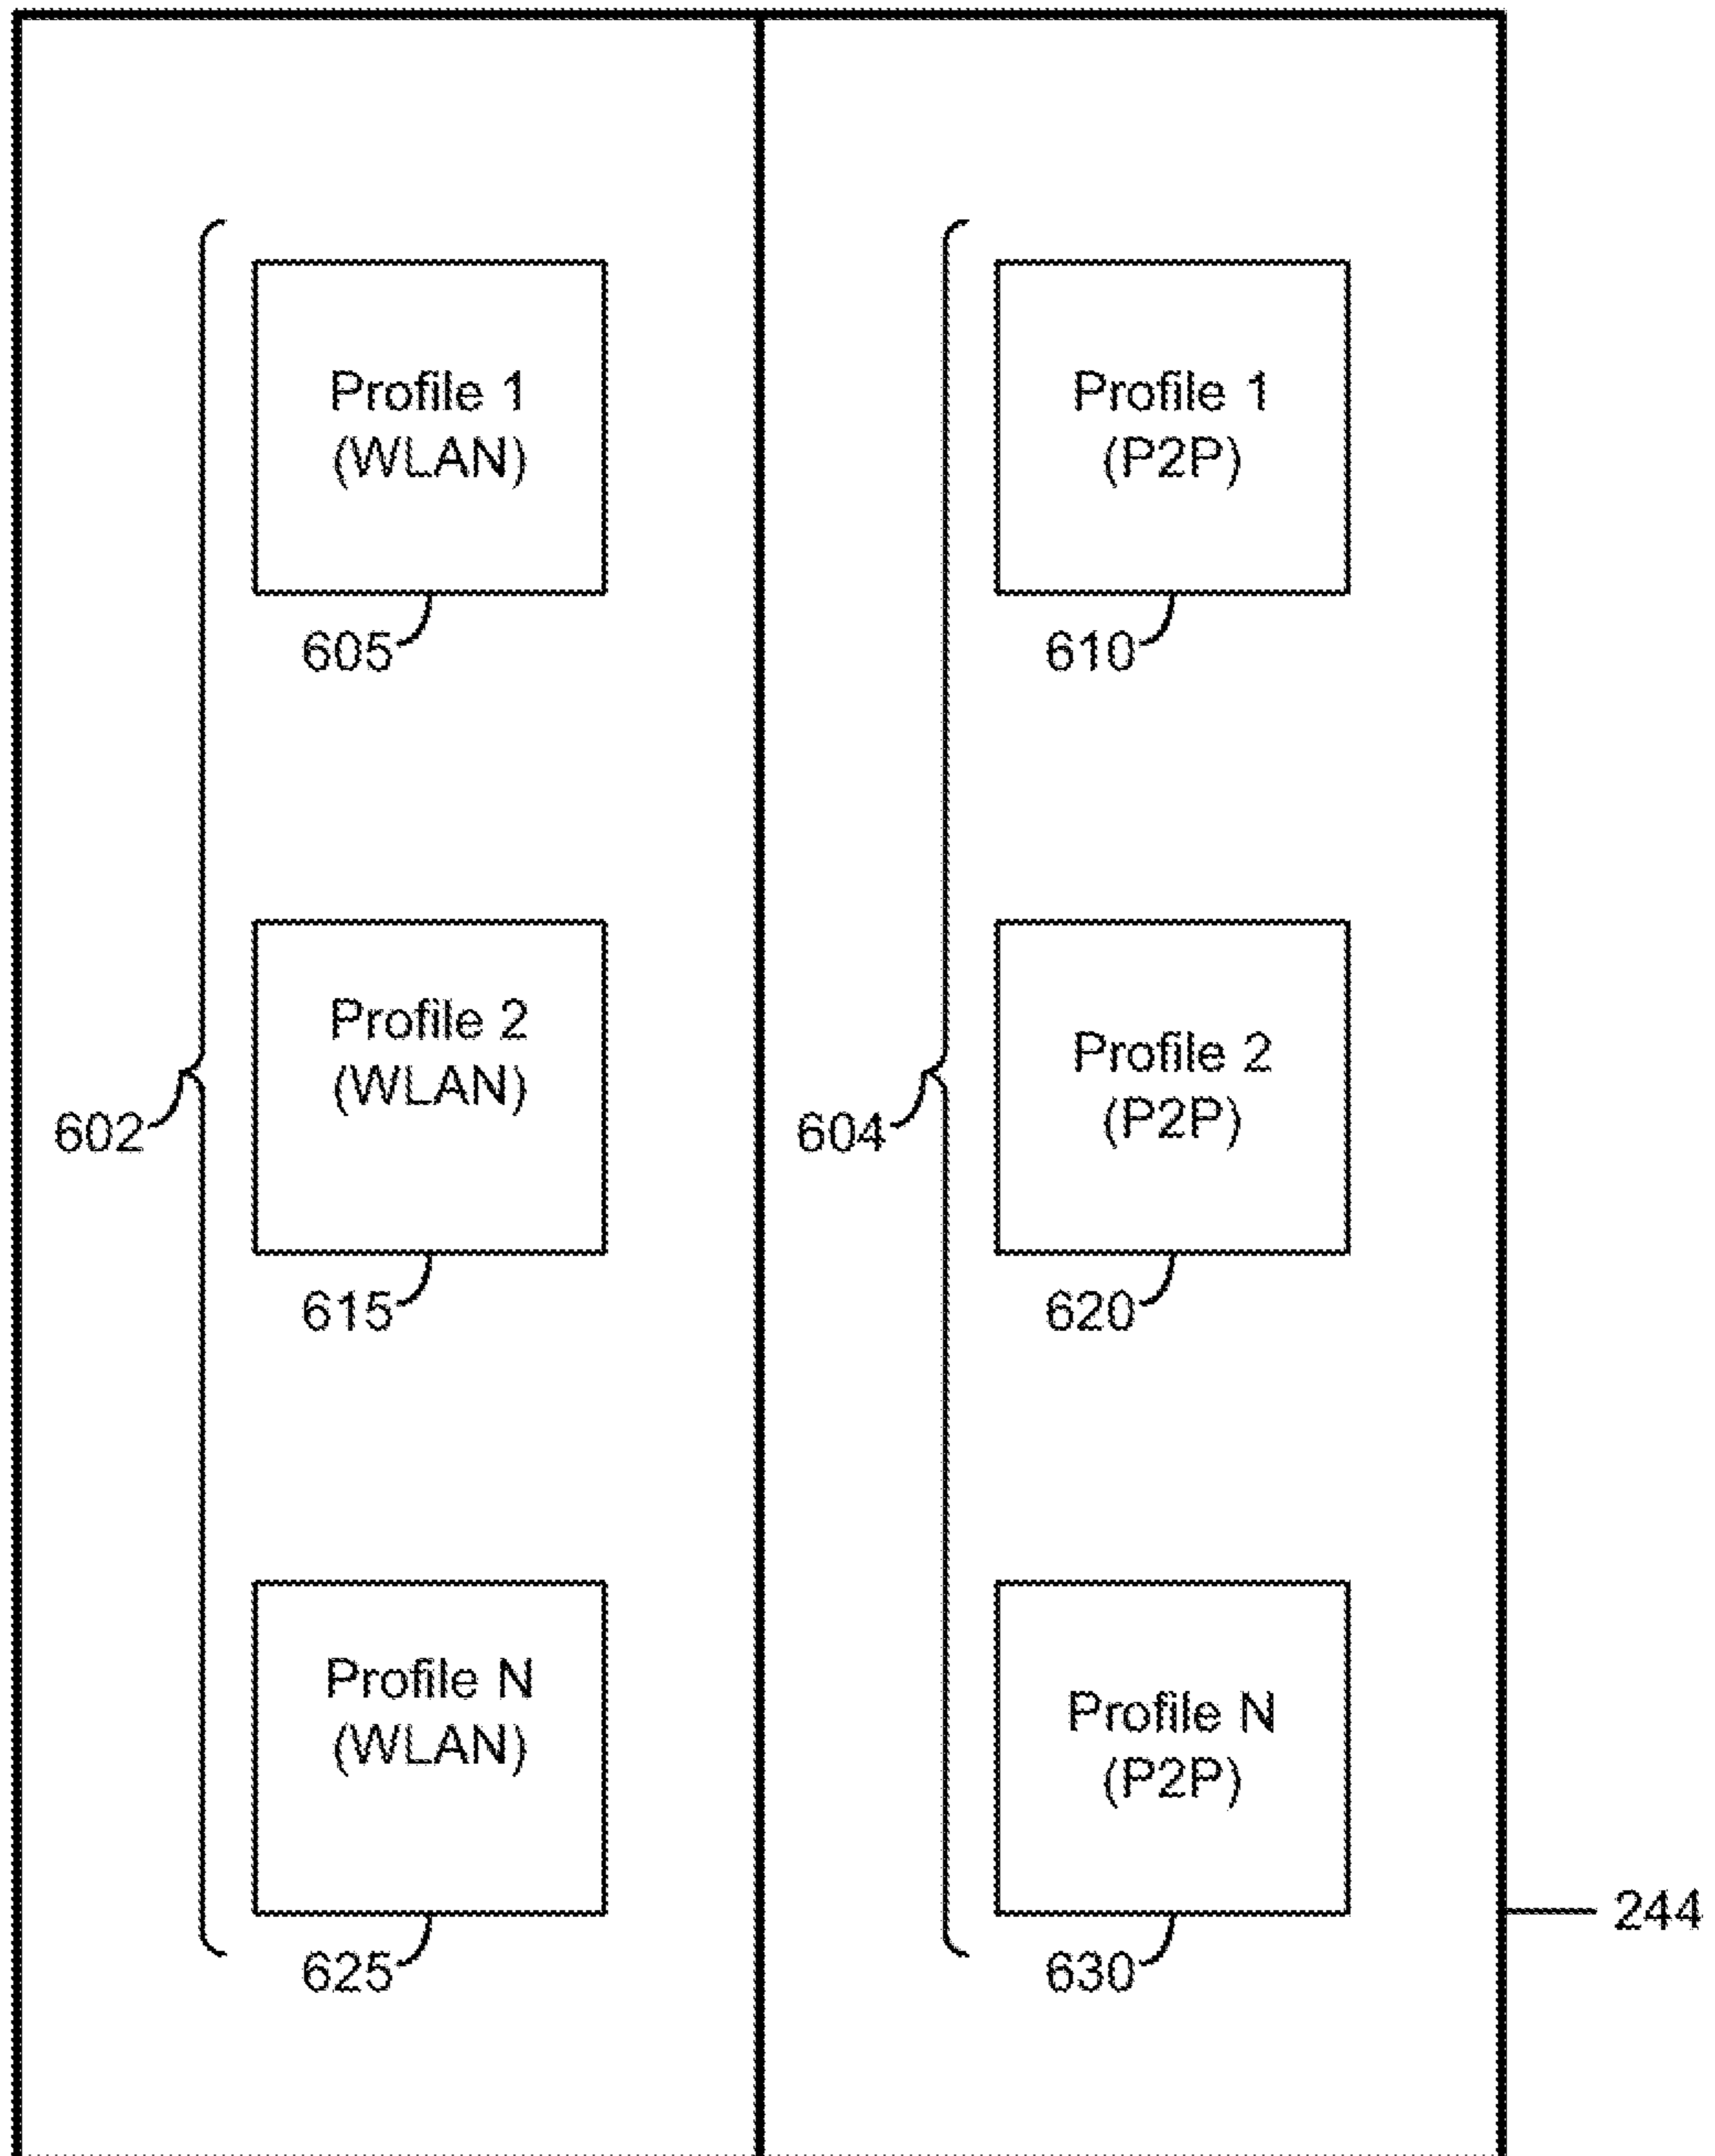 Profile 1
(WLAN)
605
Profile 2
(WLAN)
602
615
Profile N
(WLAN)
625
Profile 1
(P2P)
610
Profile 2
(P2P)
604
620
Profile N
(P2P)
630
244